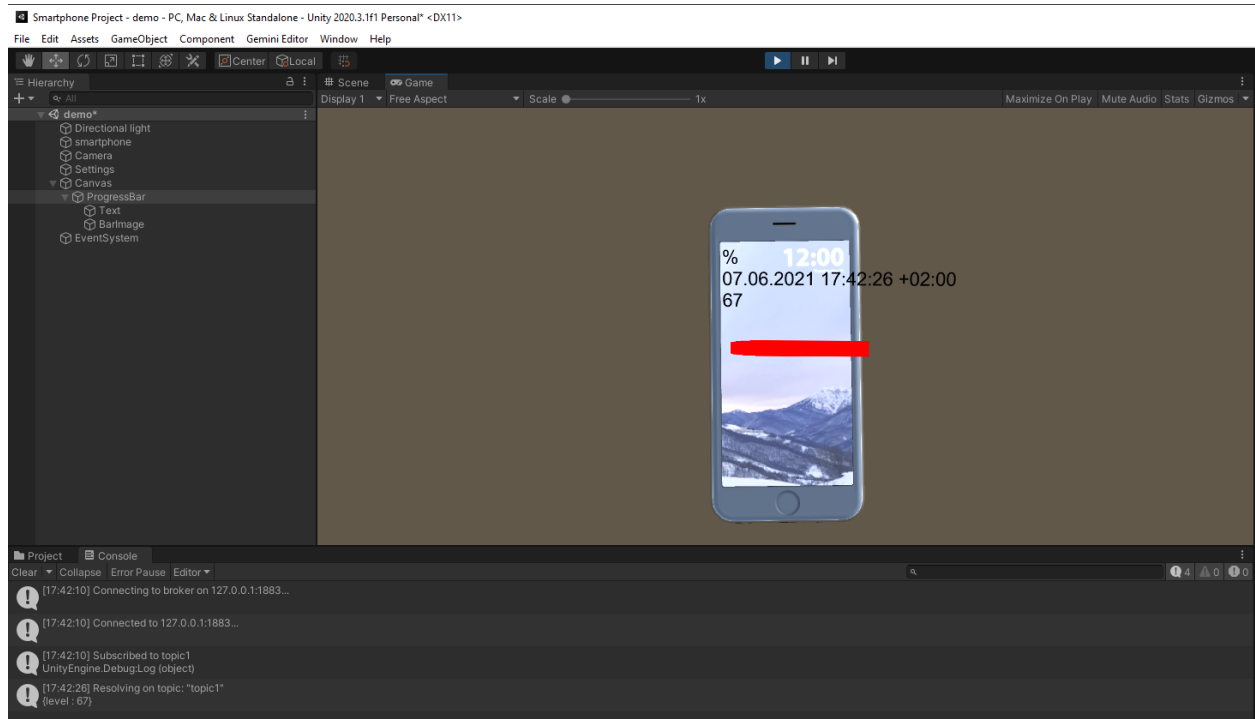 Smartphone Project - demo - PC, Mac & Linux Standalone - Unity 2020.3.1f1 Personal* <DX11>
File Edit Assets GameObject Component Gemini Editor Window Help
Center Local
Hierarchy
Scene Game
All
Display 1 Free Aspect Scale 1x Maximize On Play Mute Audio Stats Gizmos
demo*
Directional light
smartphone
Camera
Settings
Canvas
ProgressBar
Text
BarImage
EventSystem
% 12:00
07.06.2021 17:42:26 +02:00
67
Project Console
Clear Collapse Error Pause Editor 4 0 0
[17:42:10] Connecting to broker on 127.0.0.1:1883...
[17:42:10] Connected to 127.0.0.1:1883...
[17:42:10] Subscribed to topic1
UnityEngine.Debug:Log (object)
[17:42:26] Resolving on topic: "topic1"
{level : 67}